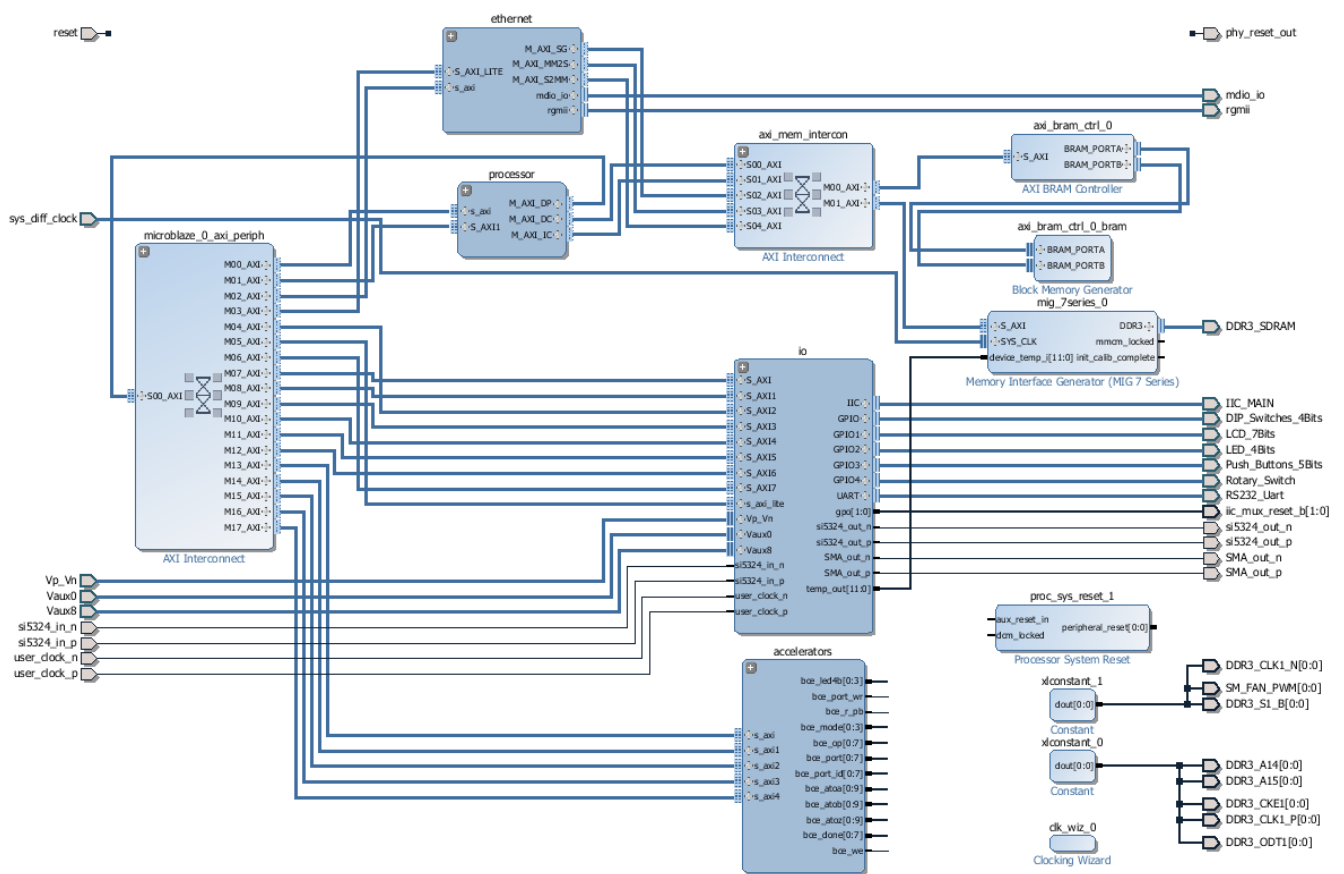 reset
phy_reset_out
ethernet
M_AXI_SG
M_AXI_MM2S
M_AXI_S2MM
mdio_io
rgmii
S_AXI_LITE
s_axi
mdio_io
rgmii
processor
s_axi
S_AXI1
M_AXI_DP
M_AXI_DC
M_AXI_IC
axi_mem_intercon
S00_AXI
S01_AXI
S02_AXI
S03_AXI
S04_AXI
M00_AXI
M01_AXI
AXI Interconnect
axi_bram_ctrl_0
S_AXI
BRAM_PORTA
BRAM_PORTB
AXI BRAM Controller
axi_bram_ctrl_0_bram
BRAM_PORTA
BRAM_PORTB
Block Memory Generator
sys_diff_clock
microblaze_0_axi_periph
S00_AXI
M00_AXI
M01_AXI
M02_AXI
M03_AXI
M04_AXI
M05_AXI
M06_AXI
M07_AXI
M08_AXI
M09_AXI
M10_AXI
M11_AXI
M12_AXI
M13_AXI
M14_AXI
M15_AXI
M16_AXI
M17_AXI
AXI Interconnect
mig_7series_0
S_AXI
SYS_CLK
device_temp_i[11:0]
DDR3
mmcm_locked
init_calib_complete
Memory Interface Generator (MIG 7 Series)
DDR3_SDRAM
io
S_AXI
S_AXI1
S_AXI2
S_AXI3
S_AXI4
S_AXI5
S_AXI6
S_AXI7
s_axi_lite
Vp_Vn
Vaux0
Vaux8
si5324_in_n
si5324_in_p
user_clock_n
user_clock_p
IIC
GPIO
GPIO1
GPIO2
GPIO3
GPIO4
UART
gpo[1:0]
si5324_out_n
si5324_out_p
SMA_out_n
SMA_out_p
temp_out[11:0]
IIC_MAIN
DIP_Switches_4Bits
LCD_7Bits
LED_4Bits
Push_Buttons_5Bits
Rotary_Switch
RS232_Uart
iic_mux_reset_b[1:0]
si5324_out_n
si5324_out_p
SMA_out_n
SMA_out_p
Vp_Vn
Vaux0
Vaux8
si5324_in_n
si5324_in_p
user_clock_n
user_clock_p
accelerators
s_axi
s_axi1
s_axi2
s_axi3
s_axi4
bce_led4b[0:3]
bce_port_wr
bce_r_pb
bce_mode[0:3]
bce_op[0:7]
bce_port[0:7]
bce_port_id[0:7]
bce_atoa[0:9]
bce_atob[0:9]
bce_atoz[0:9]
bce_done[0:7]
bce_we
proc_sys_reset_1
aux_reset_in
dcm_locked
peripheral_reset[0:0]
Processor System Reset
xlconstant_1
dout[0:0]
Constant
DDR3_CLK1_N[0:0]
SM_FAN_PWM[0:0]
DDR3_S1_B[0:0]
xlconstant_0
dout[0:0]
Constant
DDR3_A14[0:0]
DDR3_A15[0:0]
DDR3_CKE1[0:0]
DDR3_CLK1_P[0:0]
DDR3_ODT1[0:0]
clk_wiz_0
Clocking Wizard